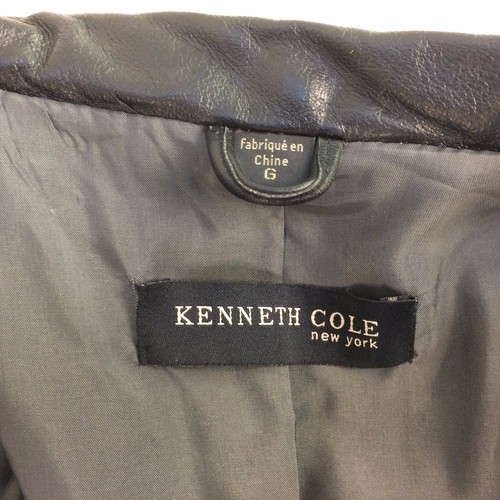 Fabriqué en
Chine
G
KENNETH COLE
new york